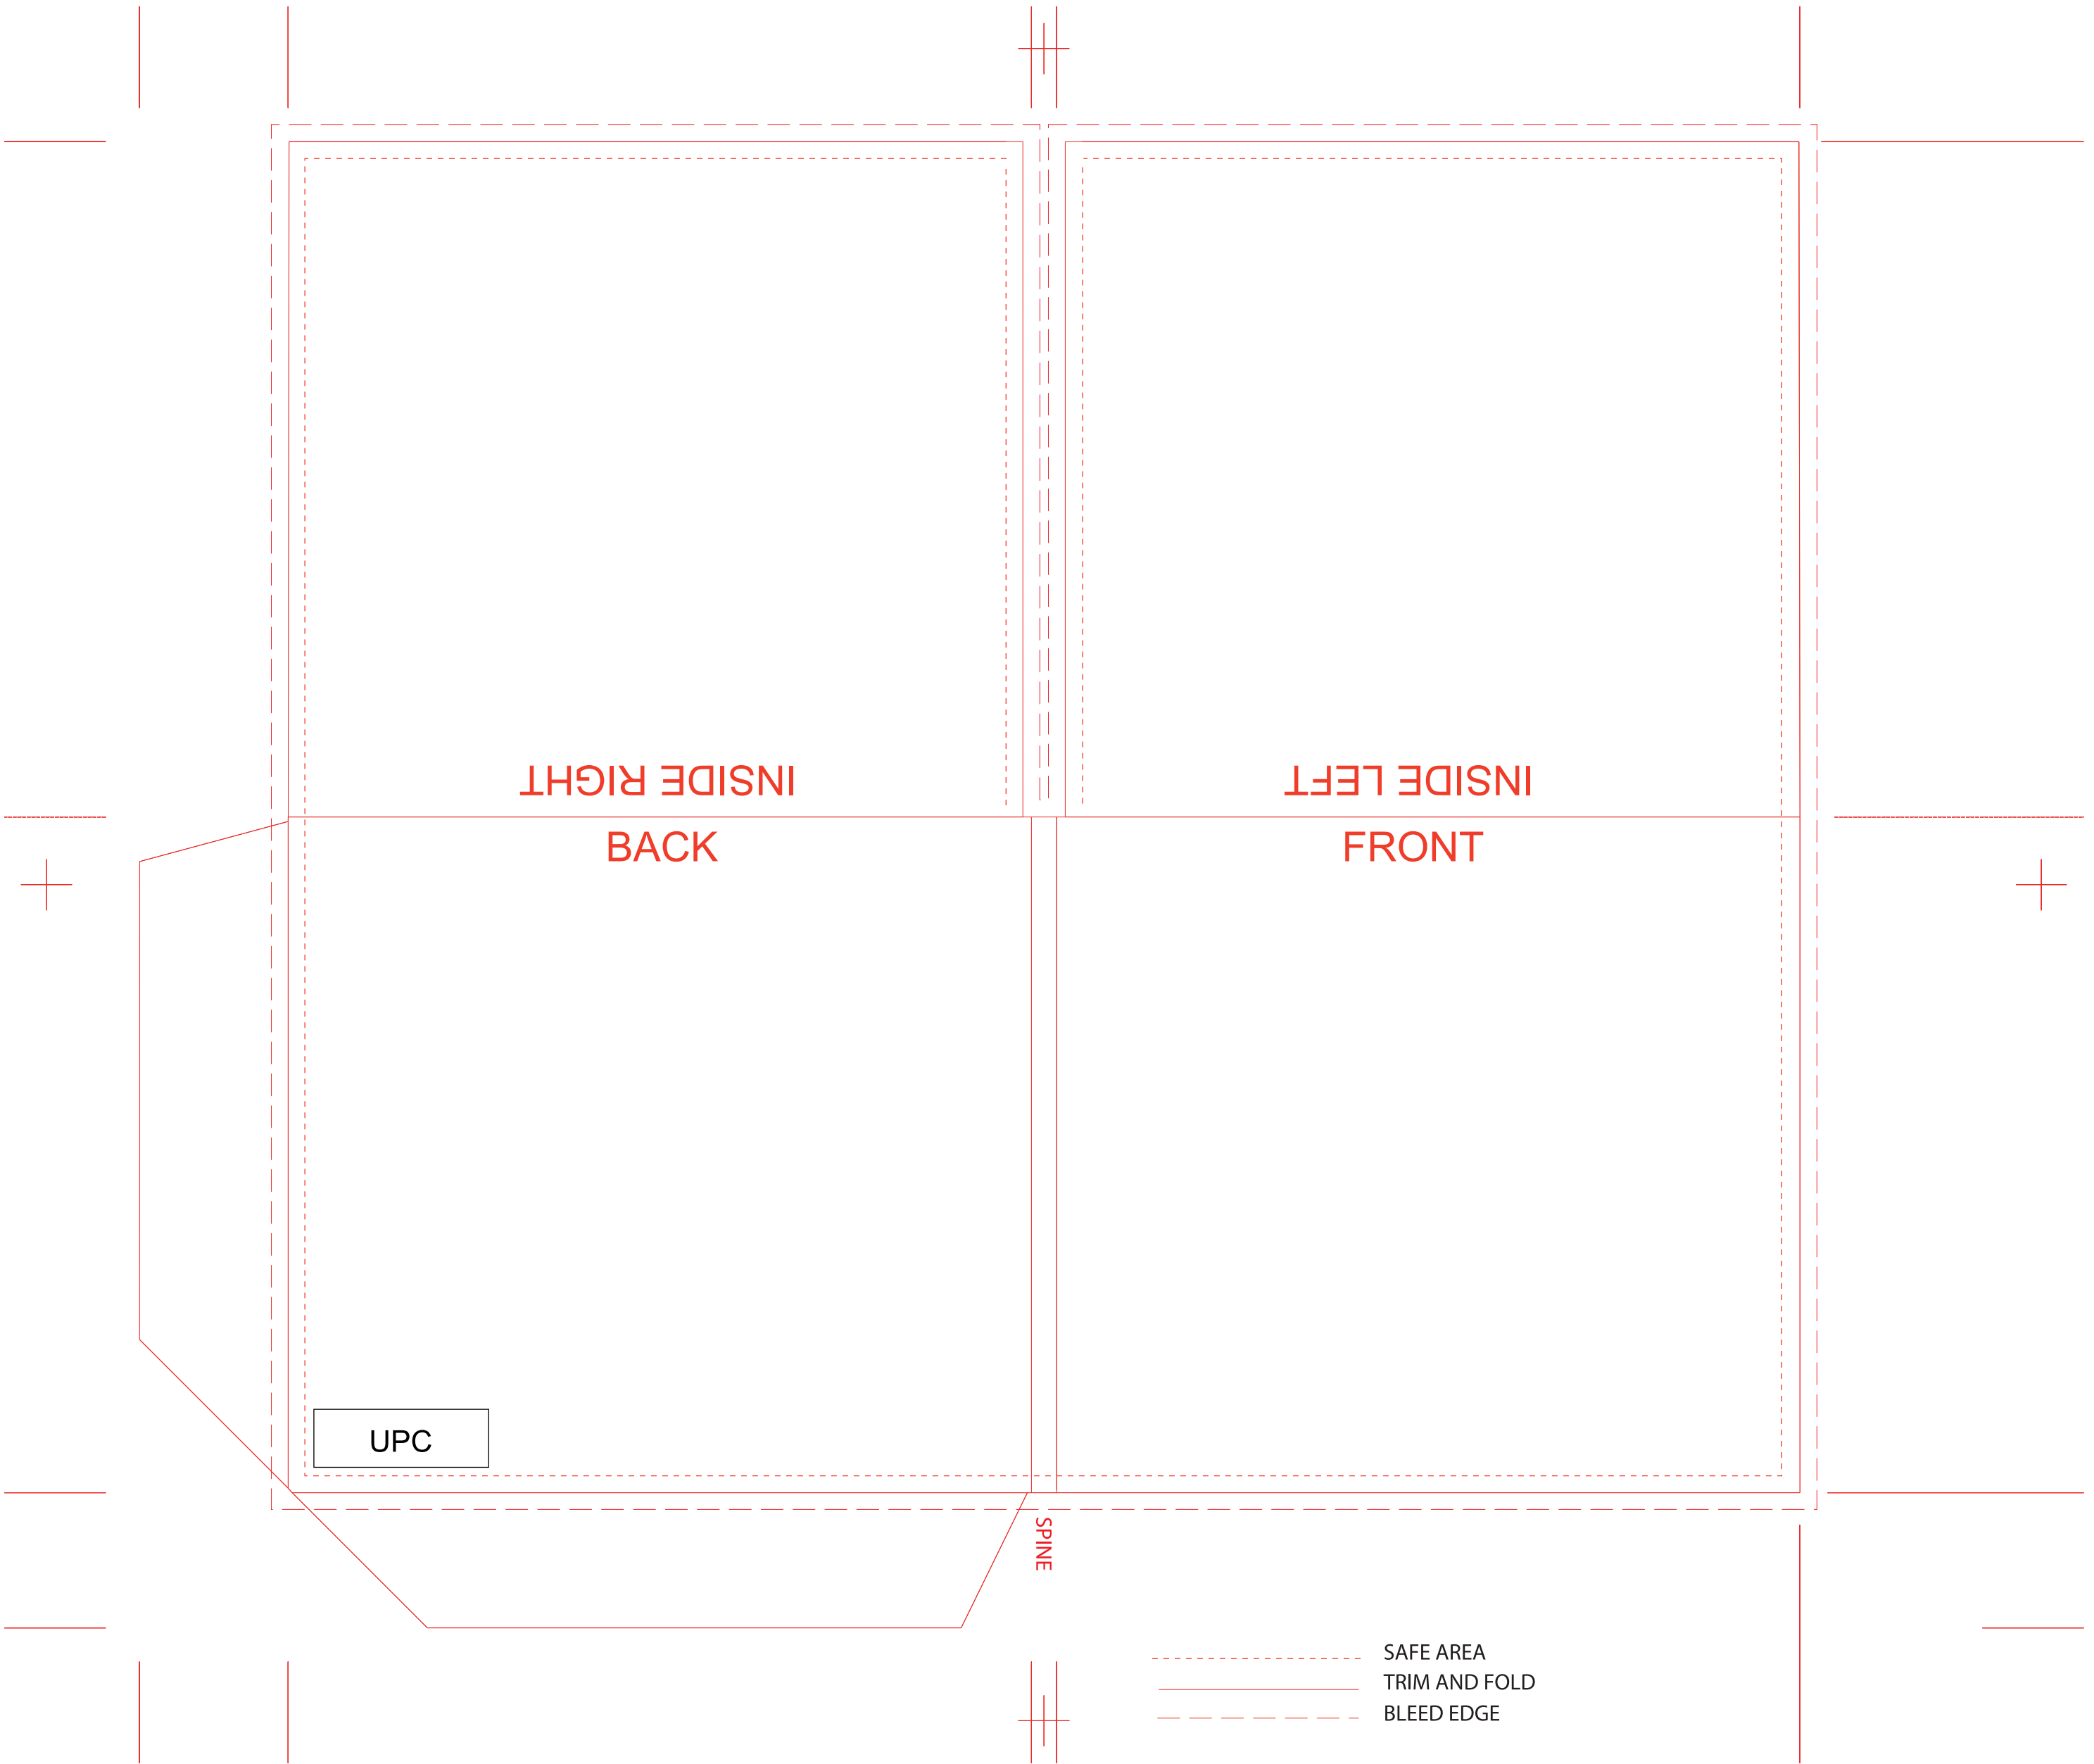 INSIDE RIGHT
INSIDE LEFT
BACK
FRONT
UPC
SPINE
SAFE AREA
TRIM AND FOLD
BLEED EDGE